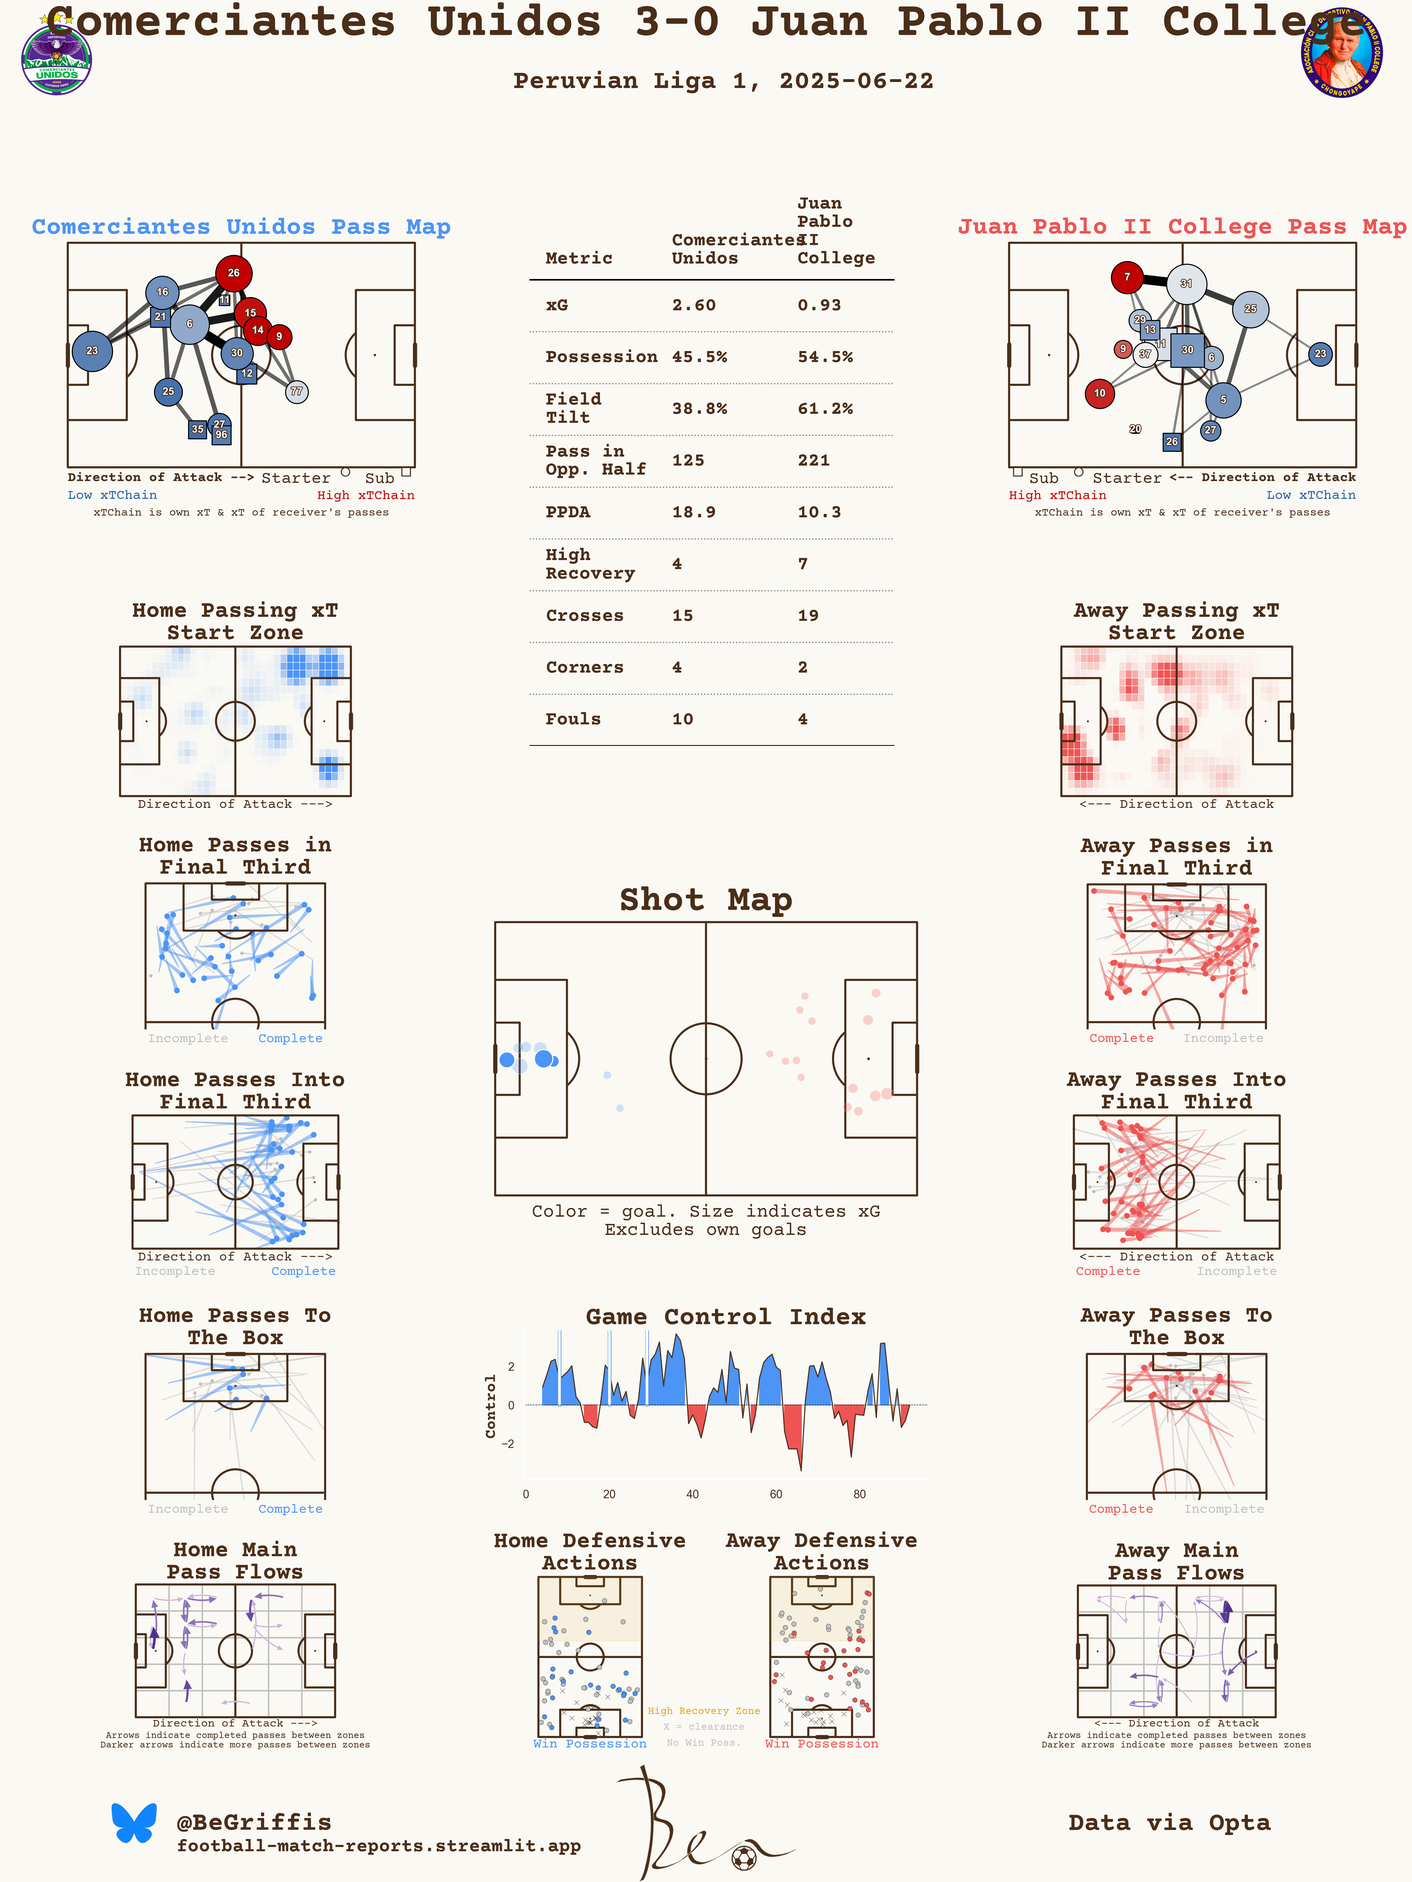 Comerciantes Unidos 3-0 Juan Pablo II College
Peruvian Liga 1, 2025-06-22
COMERCIANTES
UNIDOS
CHONGOYAPE
Comerciantes Unidos Pass Map
26
16
11
21
6
15
14
9
23
30
12
25
77
35
27
96
Direction of Attack --> Starter Sub
Low xTChain High xTChain
xTChain is own xT & xT of receiver's passes
Metric Comerciantes Unidos Juan Pablo II College
xG 2.60 0.93
Possession 45.5% 54.5%
Field Tilt 38.8% 61.2%
Pass in Opp. Half 125 221
PPDA 18.9 10.3
High Recovery 4 7
Crosses 15 19
Corners 4 2
Fouls 10 4
Juan Pablo II College Pass Map
7
31
25
29
13
9
37
11
30
6
23
10
5
20
26
27
Sub Starter <-- Direction of Attack
High xTChain Low xTChain
xTChain is own xT & xT of receiver's passes
Home Passing xT
Start Zone
Direction of Attack --->
Away Passing xT
Start Zone
<--- Direction of Attack
Home Passes in
Final Third
Incomplete Complete
Away Passes in
Final Third
Complete Incomplete
Shot Map
Color = goal. Size indicates xG
Excludes own goals
Home Passes Into
Final Third
Direction of Attack --->
Incomplete Complete
Away Passes Into
Final Third
<--- Direction of Attack
Complete Incomplete
Home Passes To
The Box
Incomplete Complete
Game Control Index
Control
2
0
−2
0 20 40 60 80
Away Passes To
The Box
Complete Incomplete
Home Main
Pass Flows
Direction of Attack --->
Arrows indicate completed passes between zones
Darker arrows indicate more passes between zones
Home Defensive
Actions
Win Possession
High Recovery Zone
X = clearance
No Win Poss.
Away Defensive
Actions
Win Possession
Away Main
Pass Flows
<--- Direction of Attack
Arrows indicate completed passes between zones
Darker arrows indicate more passes between zones
@BeGriffis
football-match-reports.streamlit.app
Ben
Data via Opta